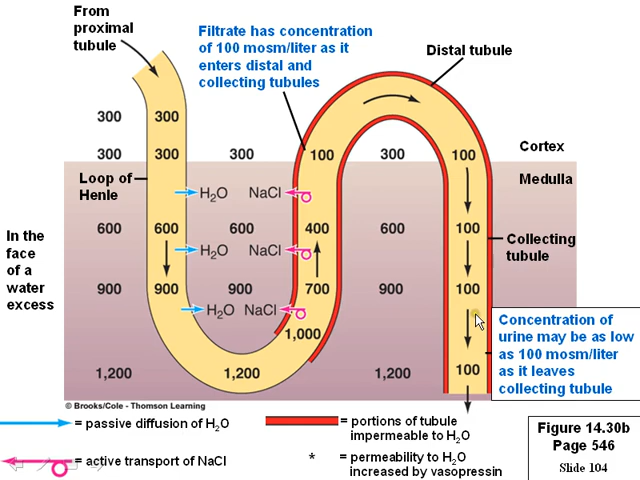 From
proximal
tubule
Filtrate has concentration
of 100 mosm/liter as it
enters distal and
collecting tubules
Distal tubule
300 300
300 300 300 100 300 100
Cortex
Medulla
Loop of
Henle
H₂O NaCl
In the
face
of a
water
excess
600 600 600 400 600 100
H₂O NaCl
Collecting
tubule
900 900 900 700 900 100
H₂O NaCl
1,000
Concentration of
urine may be as low
as 100 mosm/liter
as it leaves
collecting tubule
1,200 1,200 1,200 100
© Brooks/Cole - Thomson Learning
= passive diffusion of H₂O
= portions of tubule
impermeable to H₂O
= active transport of NaCl
* = permeability to H₂O
increased by vasopressin
Figure 14.30b
Page 546
Slide 104